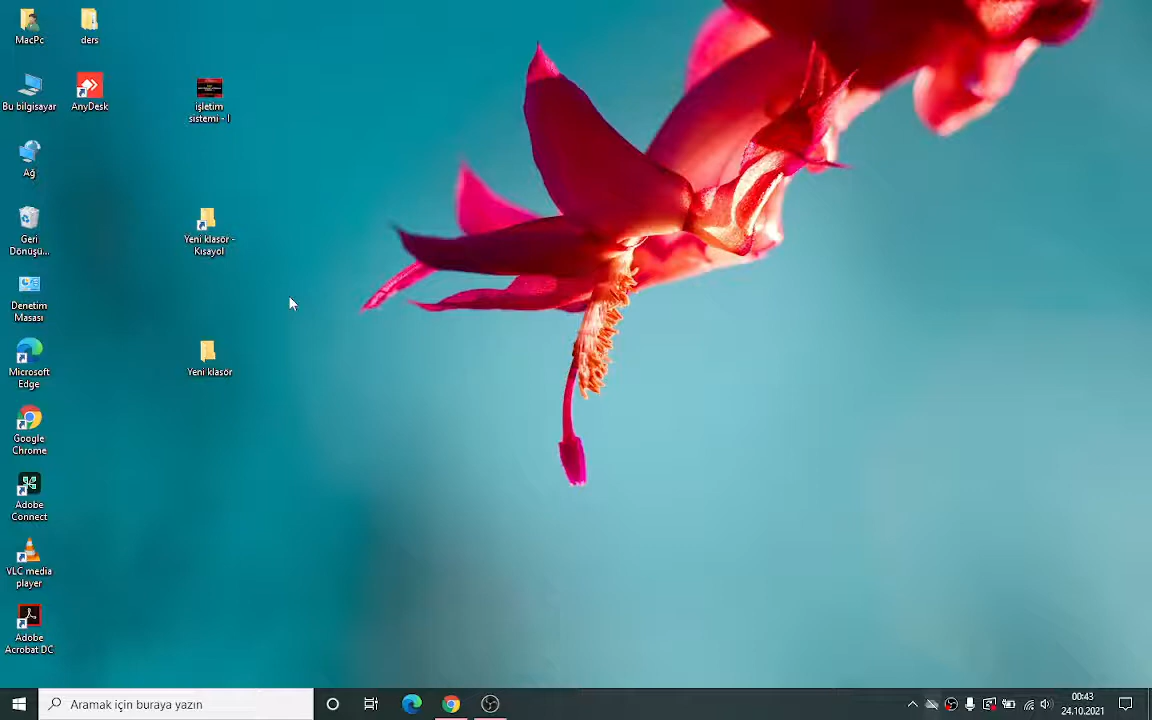 MacPc
ders
Bu bilgisayar
AnyDesk
işletim
sistemi - I
Ağ
Geri
Dönüşü...
Yeni klasör -
Kısayol
Denetim
Masası
Microsoft
Edge
Yeni klasör
Google
Chrome
Adobe
Connect
VLC media
player
Adobe
Acrobat DC
Aramak için buraya yazın
00:43
24.10.2021